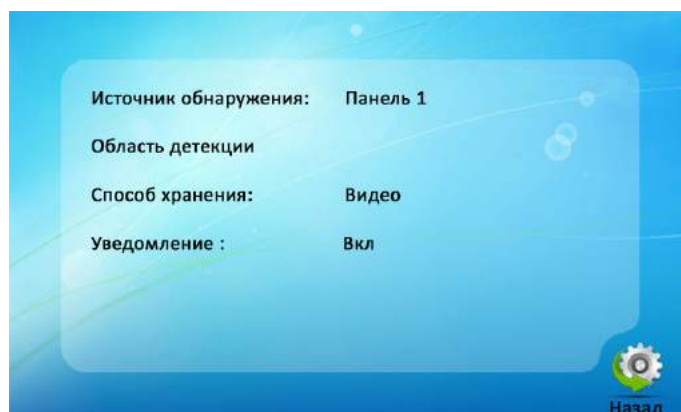 Источник обнаружения: Панель 1
Область детекции
Способ хранения: Видео
Уведомление : Вкл
Назад